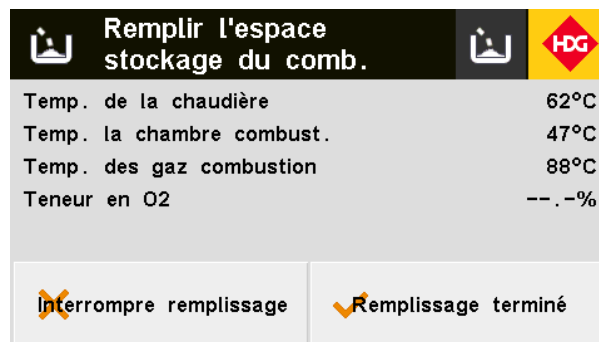 Remplir l'espace
stockage du comb.
HDG
Temp. de la chaudière 62°C
Temp. la chambre combust. 47°C
Temp. des gaz combustion 88°C
Teneur en O2 --.-%
Interrompre remplissage
Remplissage terminé